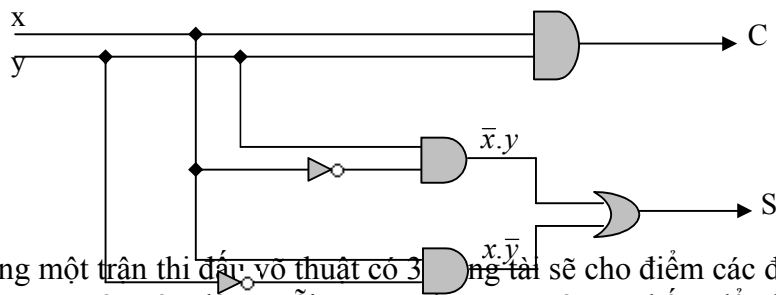 x
C
y
x̄.y
S
x.ȳ
ng một trận thi đấu võ thuật có 3 ng tài sẽ cho điểm các đ